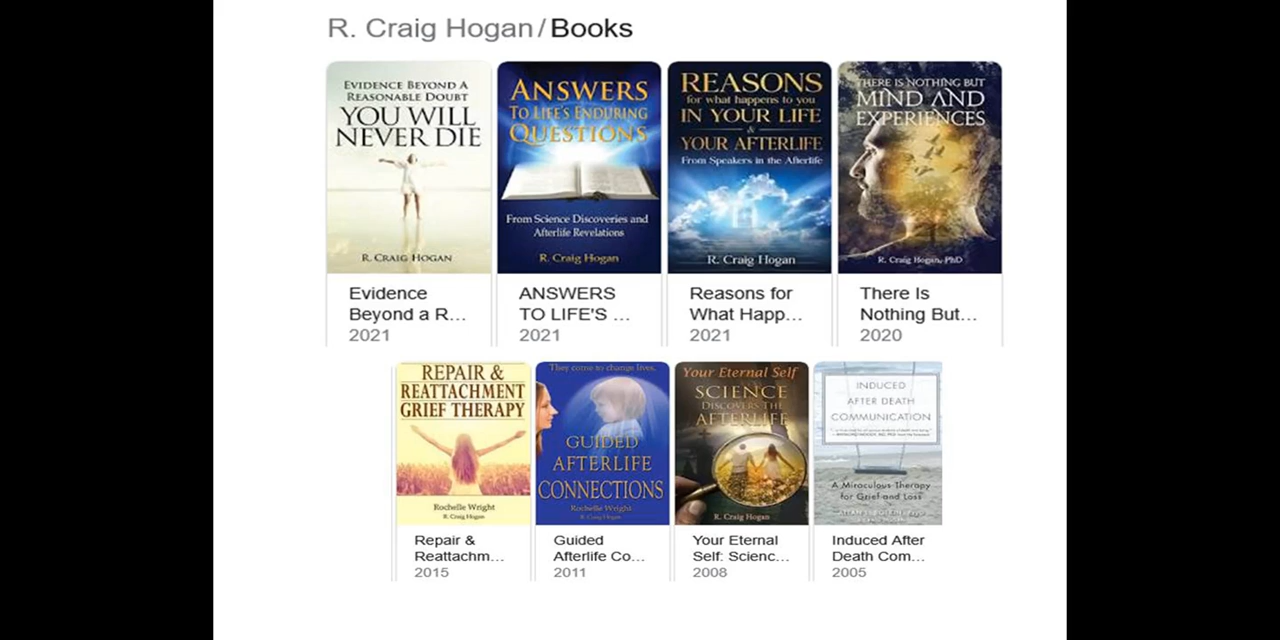 R. Craig Hogan/Books
EVIDENCE BEYOND A
REASONABLE DOUBT
YOU WILL
NEVER DIE
R. CRAIG HOGAN
ANSWERS
TO LIFE'S ENDURING
QUESTIONS
From Science Discoveries and
Afterlife Revelations
R. Craig Hogan
REASONS
for what happens to you
IN YOUR LIFE
&
YOUR AFTERLIFE
From Speakers in the Afterlife
R. Craig Hogan
THERE IS NOTHING BUT
MIND AND
EXPERIENCES
R. Craig Hogan, PhD
Evidence
Beyond a R...
2021
ANSWERS
TO LIFE'S ...
2021
Reasons for
What Happ...
2021
There Is
Nothing But...
2020
REPAIR &
REATTACHMENT
GRIEF THERAPY
Rochelle Wright
R. Craig Hogan
They come to change lives.
GUIDED
AFTERLIFE
CONNECTIONS
Rochelle Wright
R. Craig Hogan
Your Eternal Self
SCIENCE
DISCOVERS THE
AFTERLIFE
R. Craig Hogan
INDUCED
AFTER DEATH
COMMUNICATION
A Miraculous Therapy
for Grief and Loss
Repair &
Reattachm...
2015
Guided
Afterlife Co...
2011
Your Eternal
Self: Scienc...
2008
Induced After
Death Com...
2005